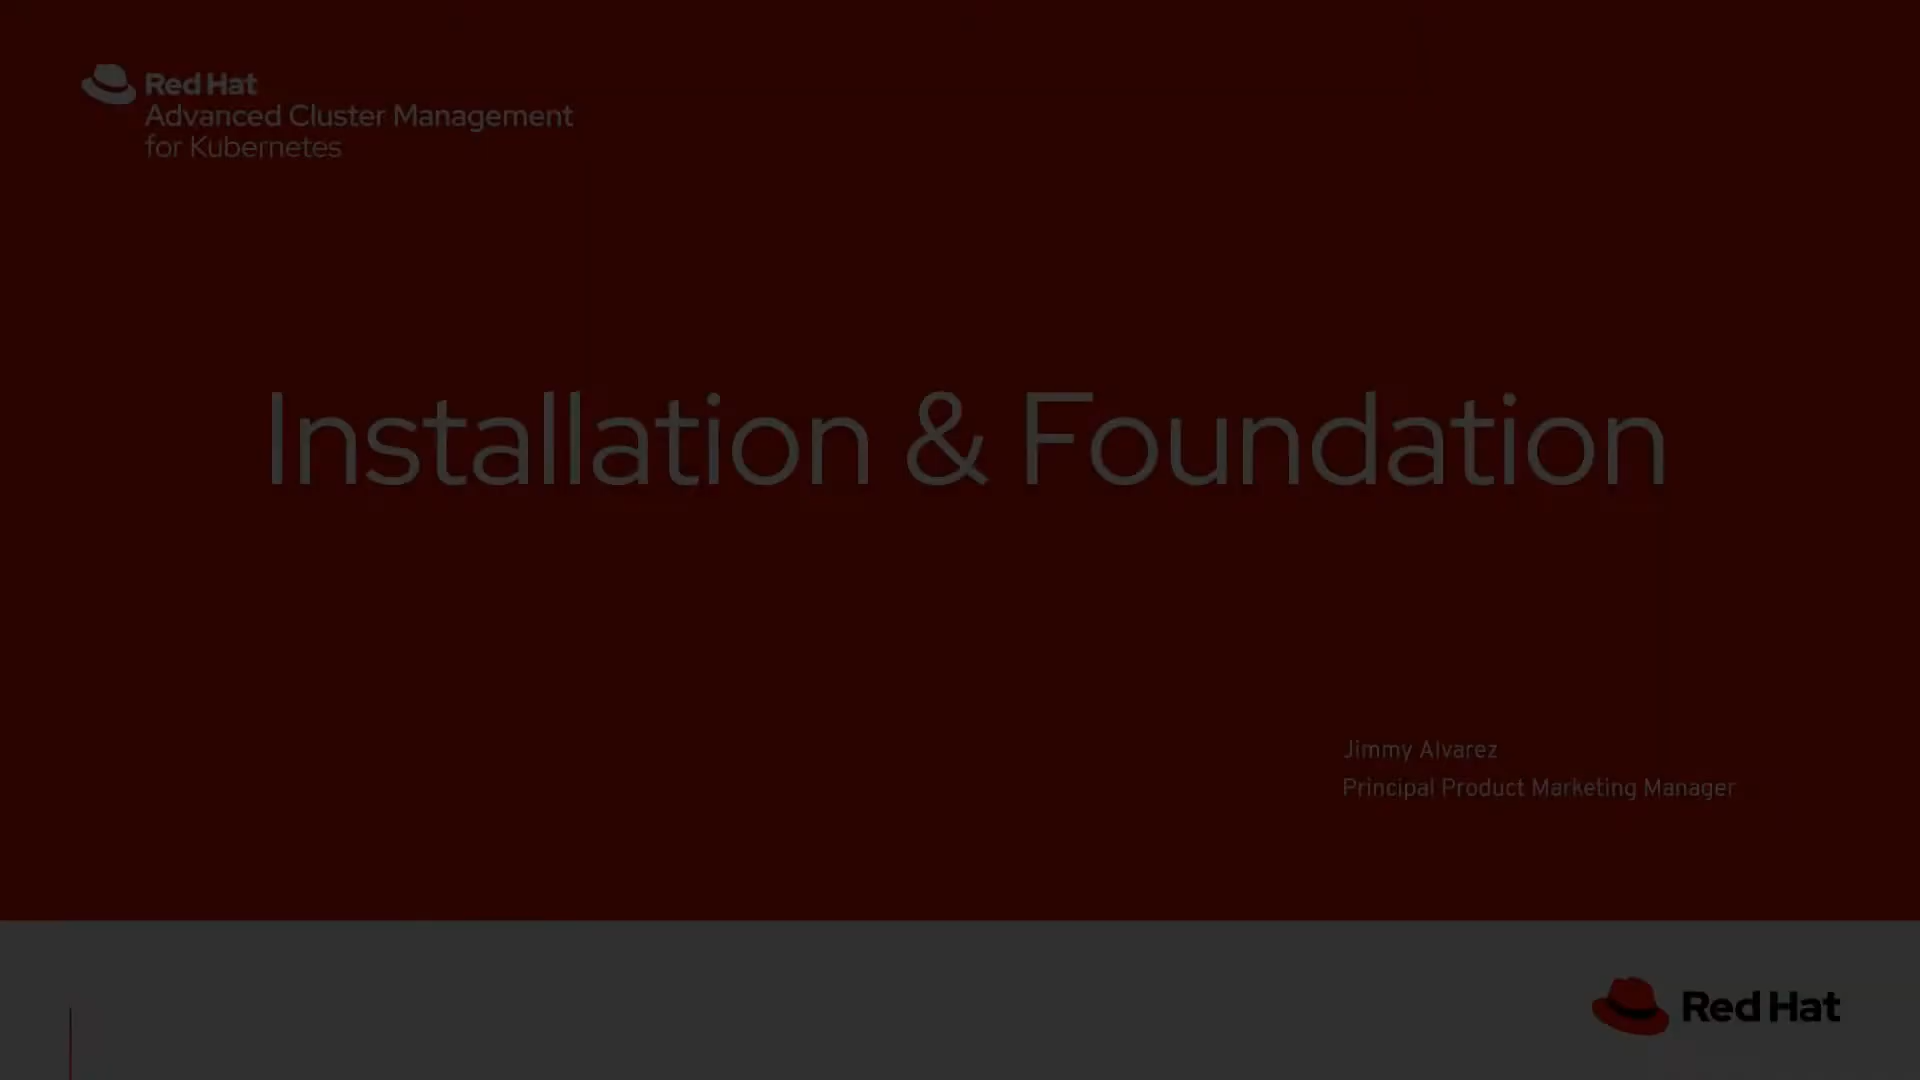 Red Hat
Advanced Cluster Management
for Kubernetes
Installation & Foundation
Jimmy Alvarez
Principal Product Marketing Manager
Red Hat